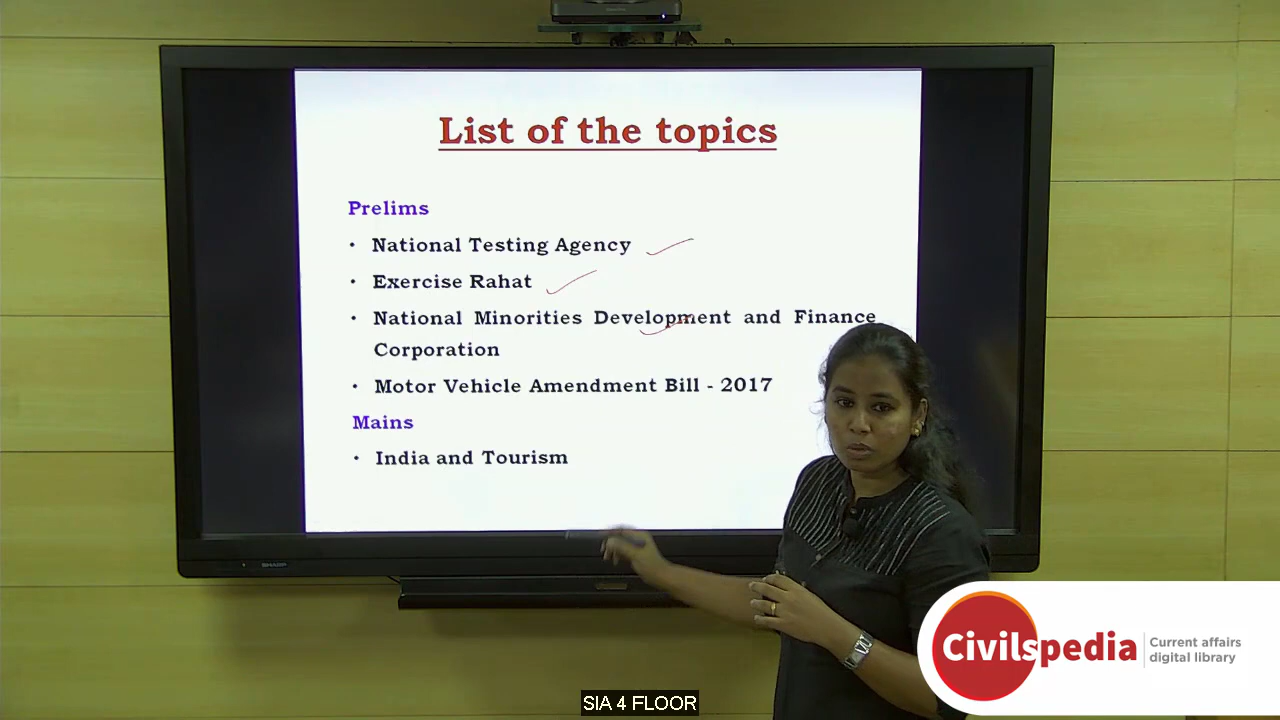 List of the topics
Prelims
• National Testing Agency
• Exercise Rahat
• National Minorities Development and Finance
Corporation
• Motor Vehicle Amendment Bill - 2017
Mains
• India and Tourism
SHARP
Civilspedia
Current affairs
digital library
SIA 4 FLOOR